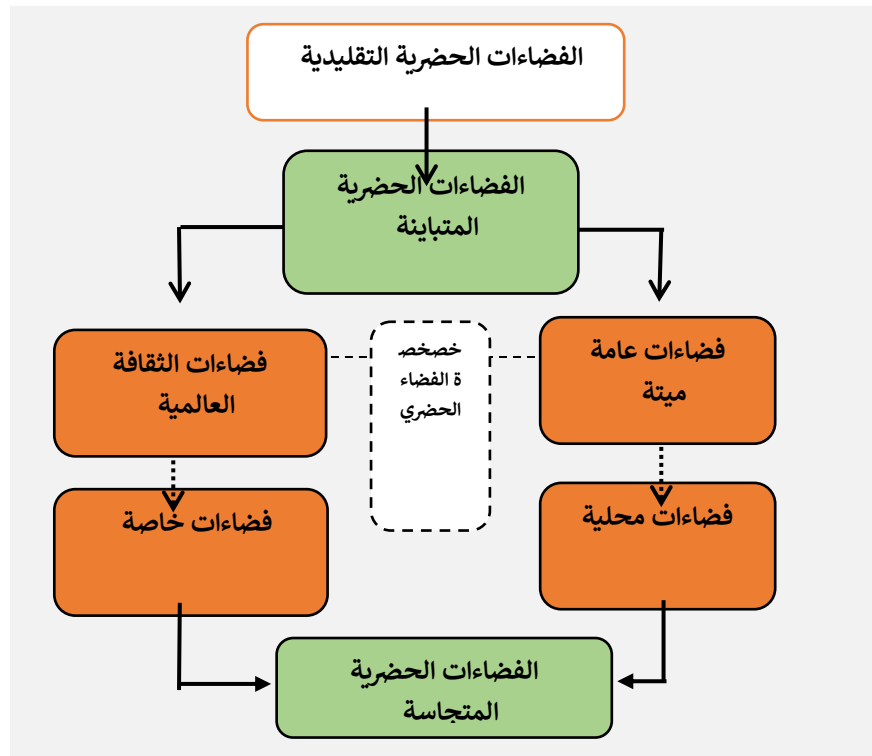 الفضاءات الحضرية التقليدية
الفضاءات الحضرية
المتباينة
فضاءات عامة
ميتة
خصخص
ة الفضاء
الحضري
فضاءات الثقافة
العالمية
فضاءات محلية
فضاءات خاصة
الفضاءات الحضرية
المتجاسة